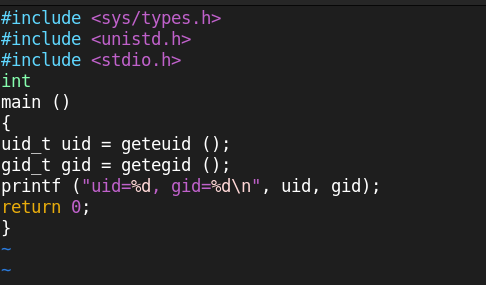 #include <sys/types.h>
#include <unistd.h>
#include <stdio.h>
int
main ()
{
uid_t uid = geteuid ();
gid_t gid = getegid ();
printf ("uid=%d, gid=%d\n", uid, gid);
return 0;
}
~
~